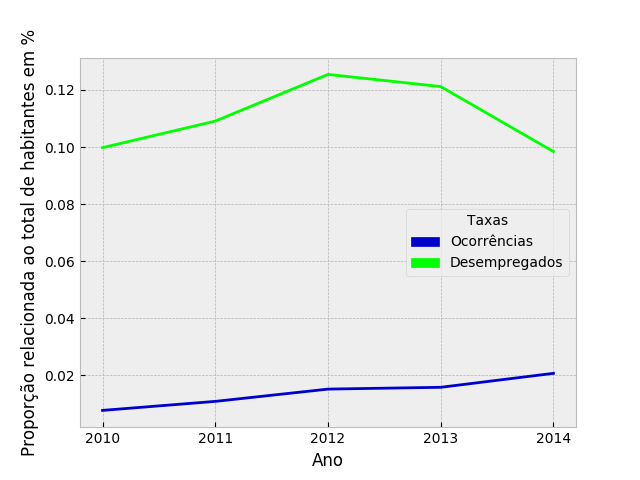 Proporção relacionada ao total de habitantes em %
0.12
0.10
0.08
0.06
0.04
0.02
Taxas
Ocorrências
Desempregados
2010 2011 2012 2013 2014
Ano